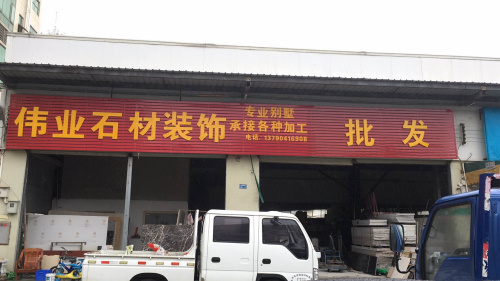 伟业石材装饰
专业别墅
承接各种加工
电话:13790416908
批发